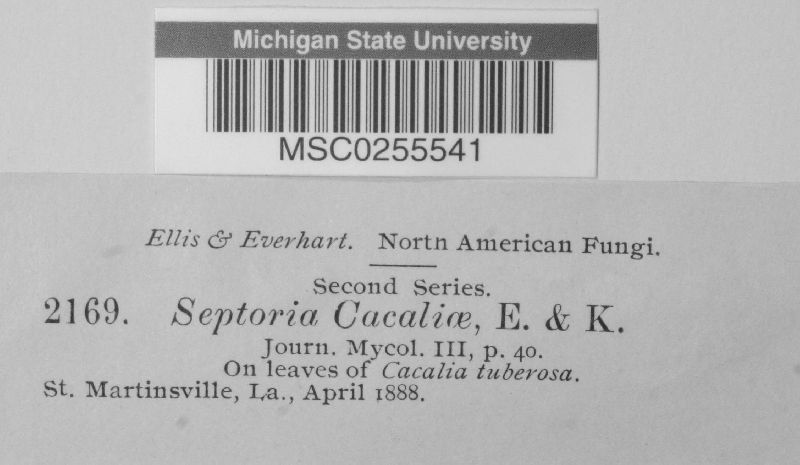 Michigan State University
MSC0255541
Ellis & Everhart. North American Fungi.
Second Series.
2169. Septoria Cacaliæ, E. & K.
Journ. Mycol. III, p. 40.
On leaves of Cacalia tuberosa.
St. Martinsville, La., April 1888.